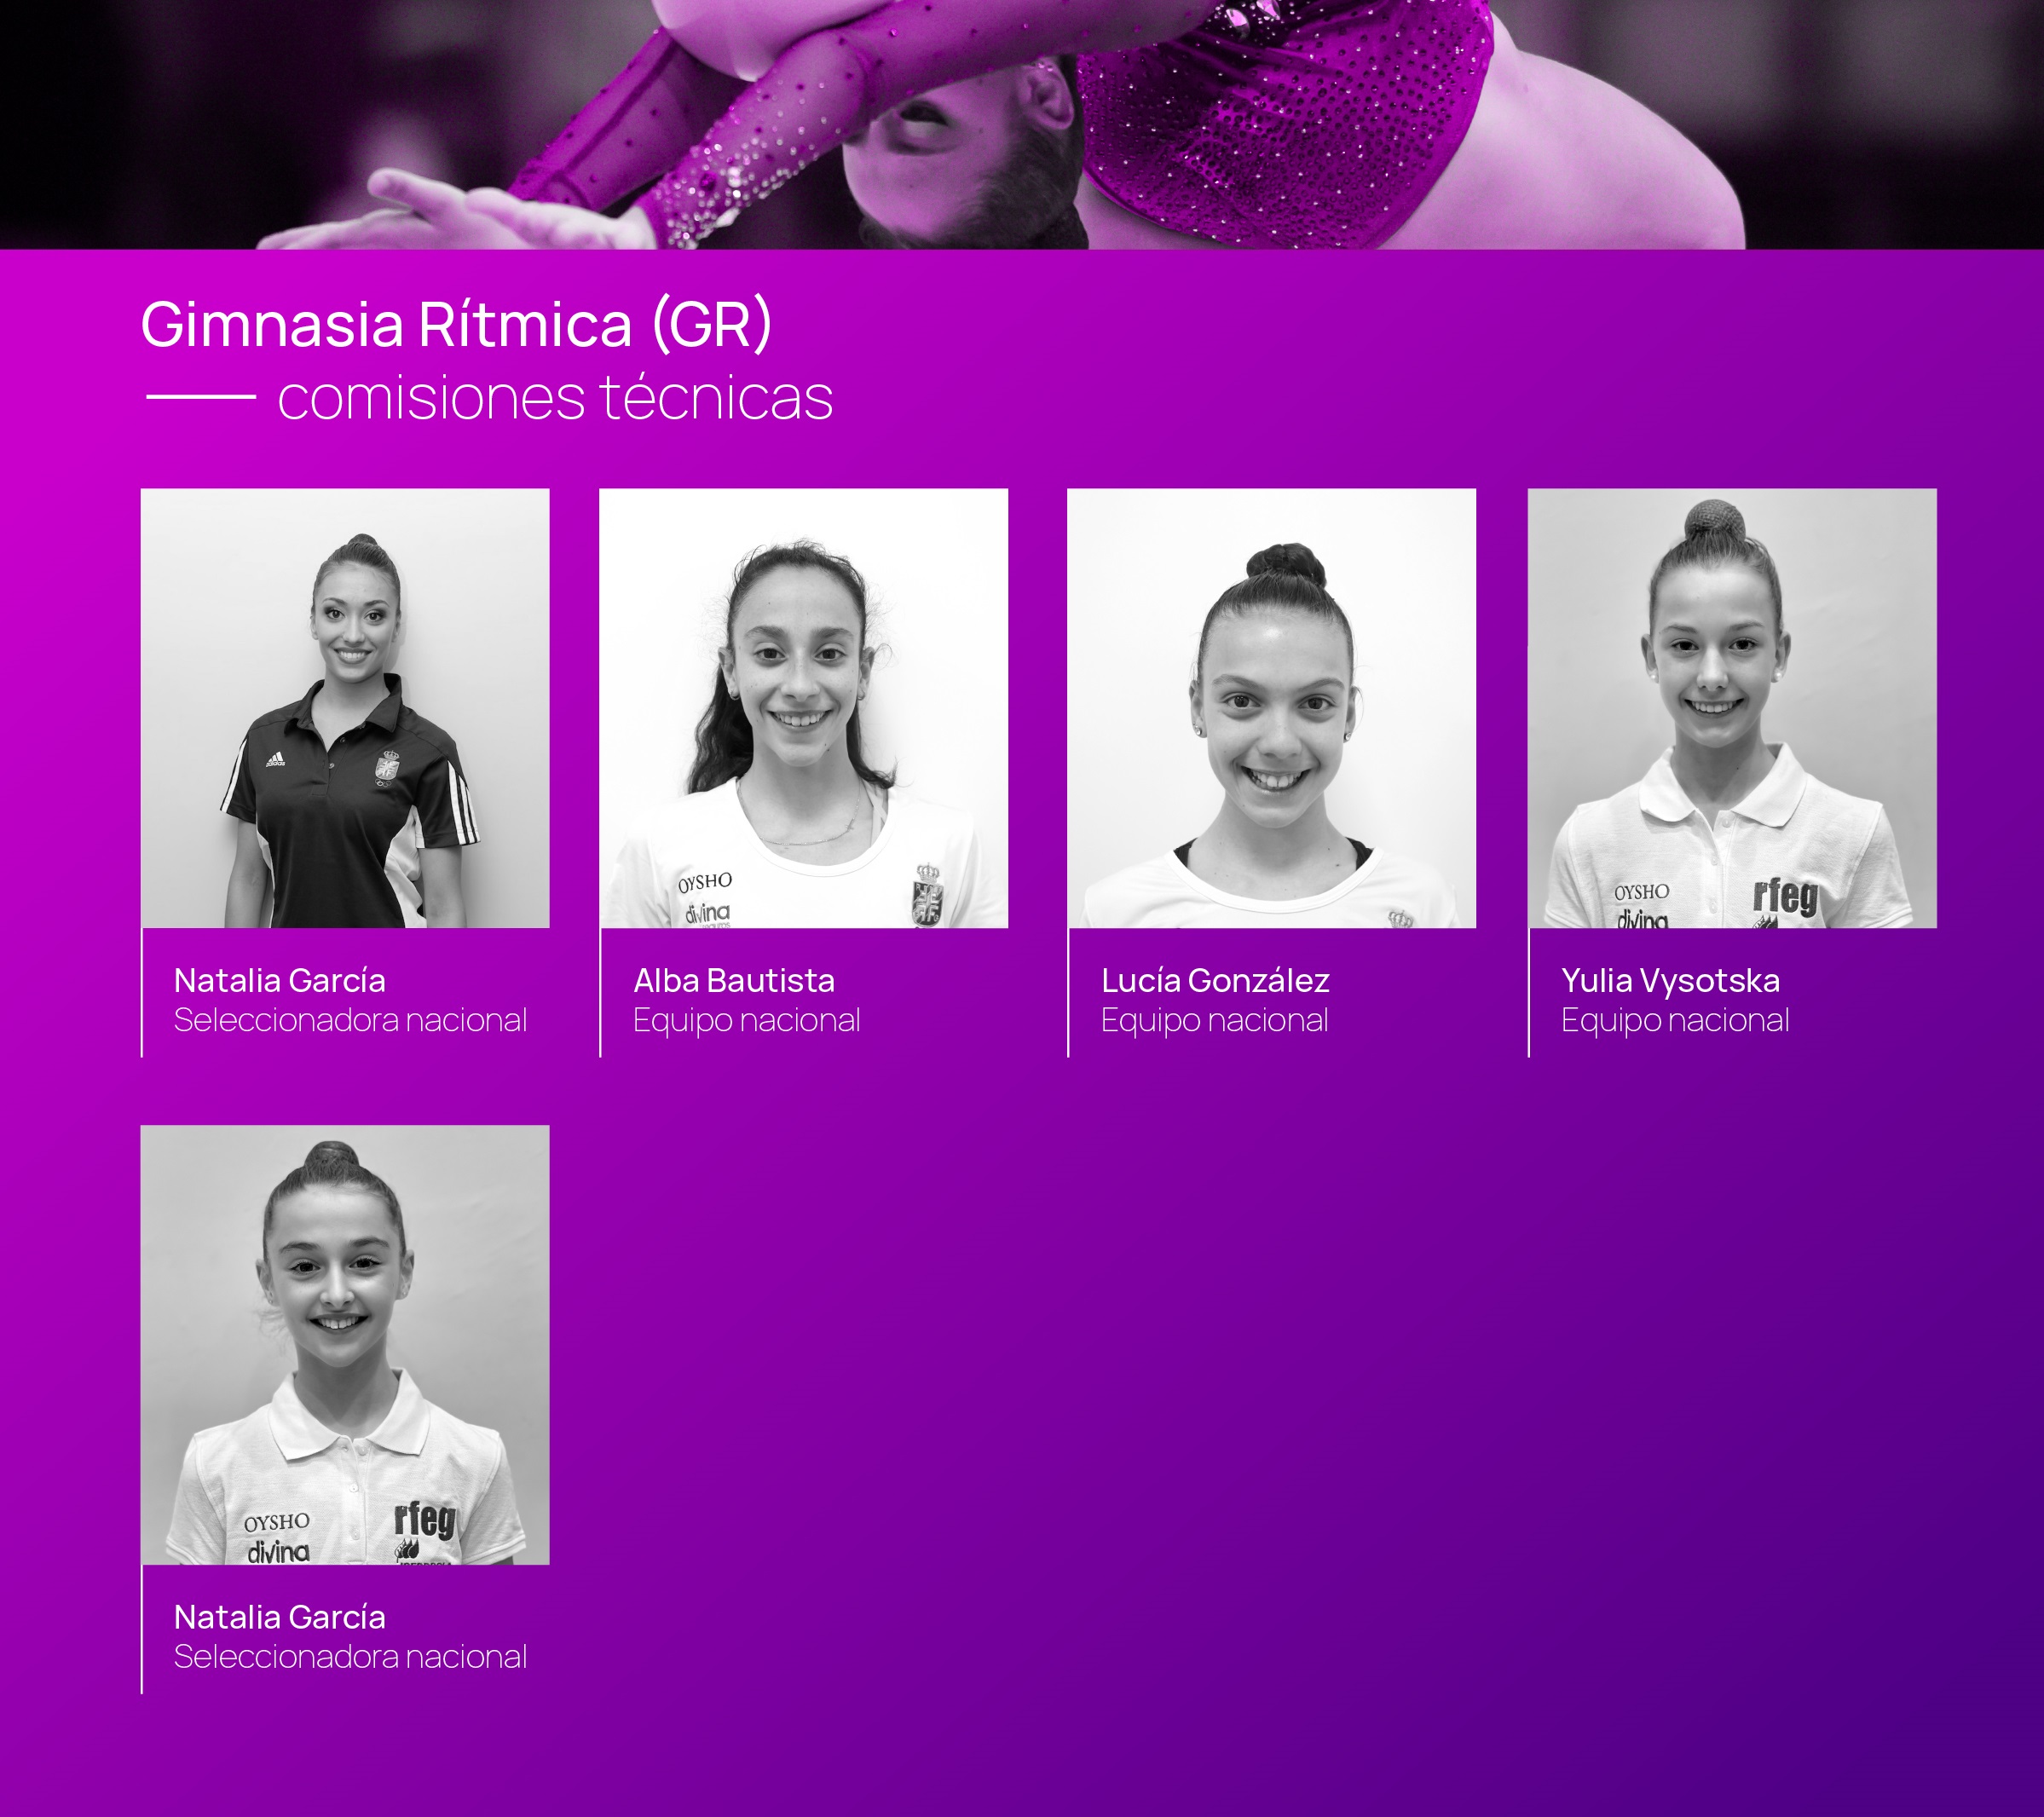 Gimnasia Rítmica (GR)
comisiones técnicas
adidas
OYSHO
divina
seguros
OYSHO
divina
rfeg
Natalia García
Seleccionadora nacional
Alba Bautista
Equipo nacional
Lucía González
Equipo nacional
Yulia Vysotska
Equipo nacional
OYSHO
divina
rfeg
Natalia García
Seleccionadora nacional